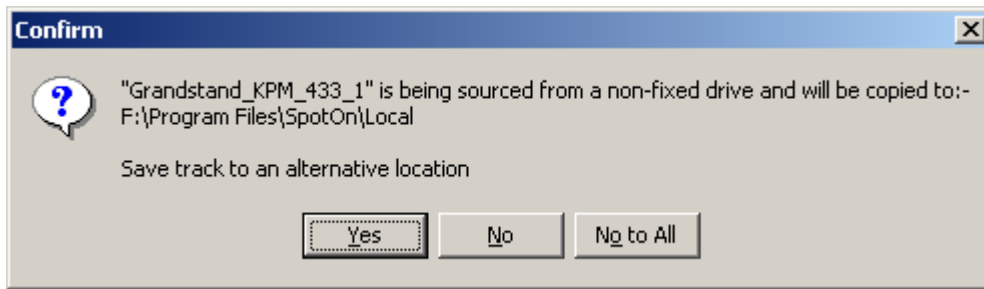 Confirm
"Grandstand_KPM_433_1" is being sourced from a non-fixed drive and will be copied to:-
F:\Program Files\SpotOn\Local
Save track to an alternative location
Yes
No
No to All